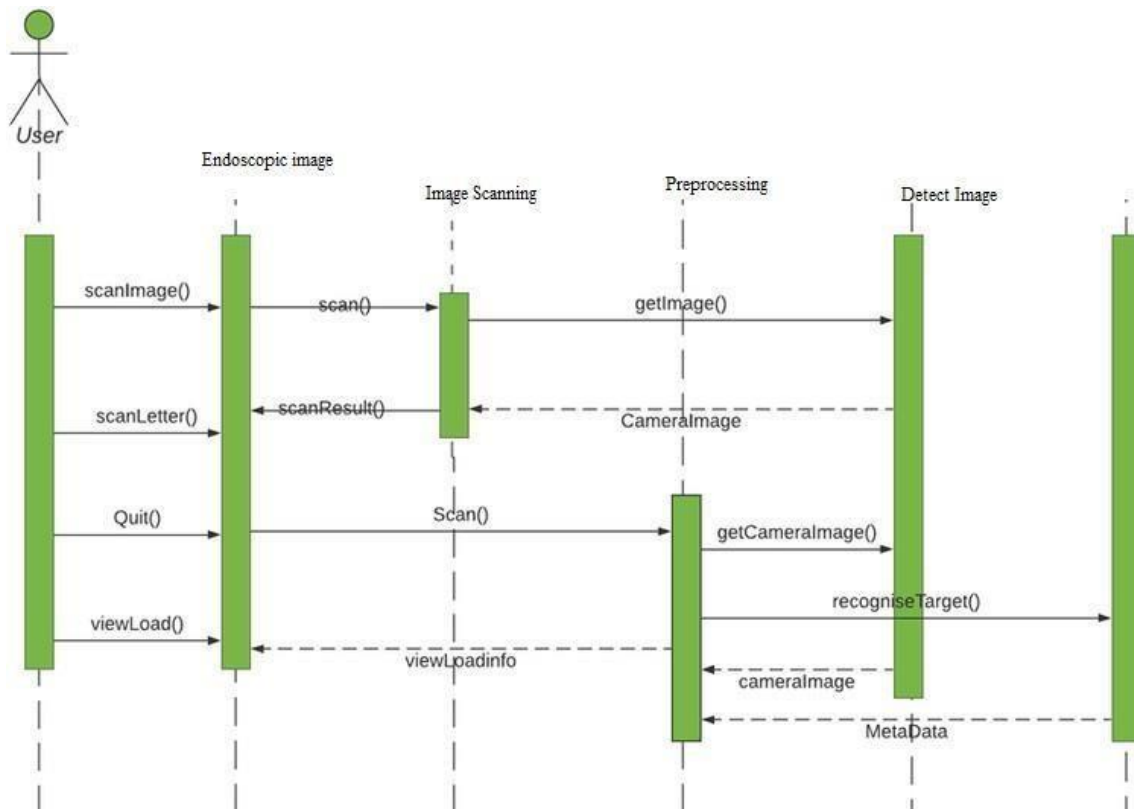 User
Endoscopic image
Image Scanning
Preprocessing
Detect Image
scanImage()
scan()
getImage()
scanLetter()
scanResult()
CameraImage
Quit()
Scan()
getCameraImage()
recogniseTarget()
viewLoad()
viewLoadinfo
cameraImage
MetaData